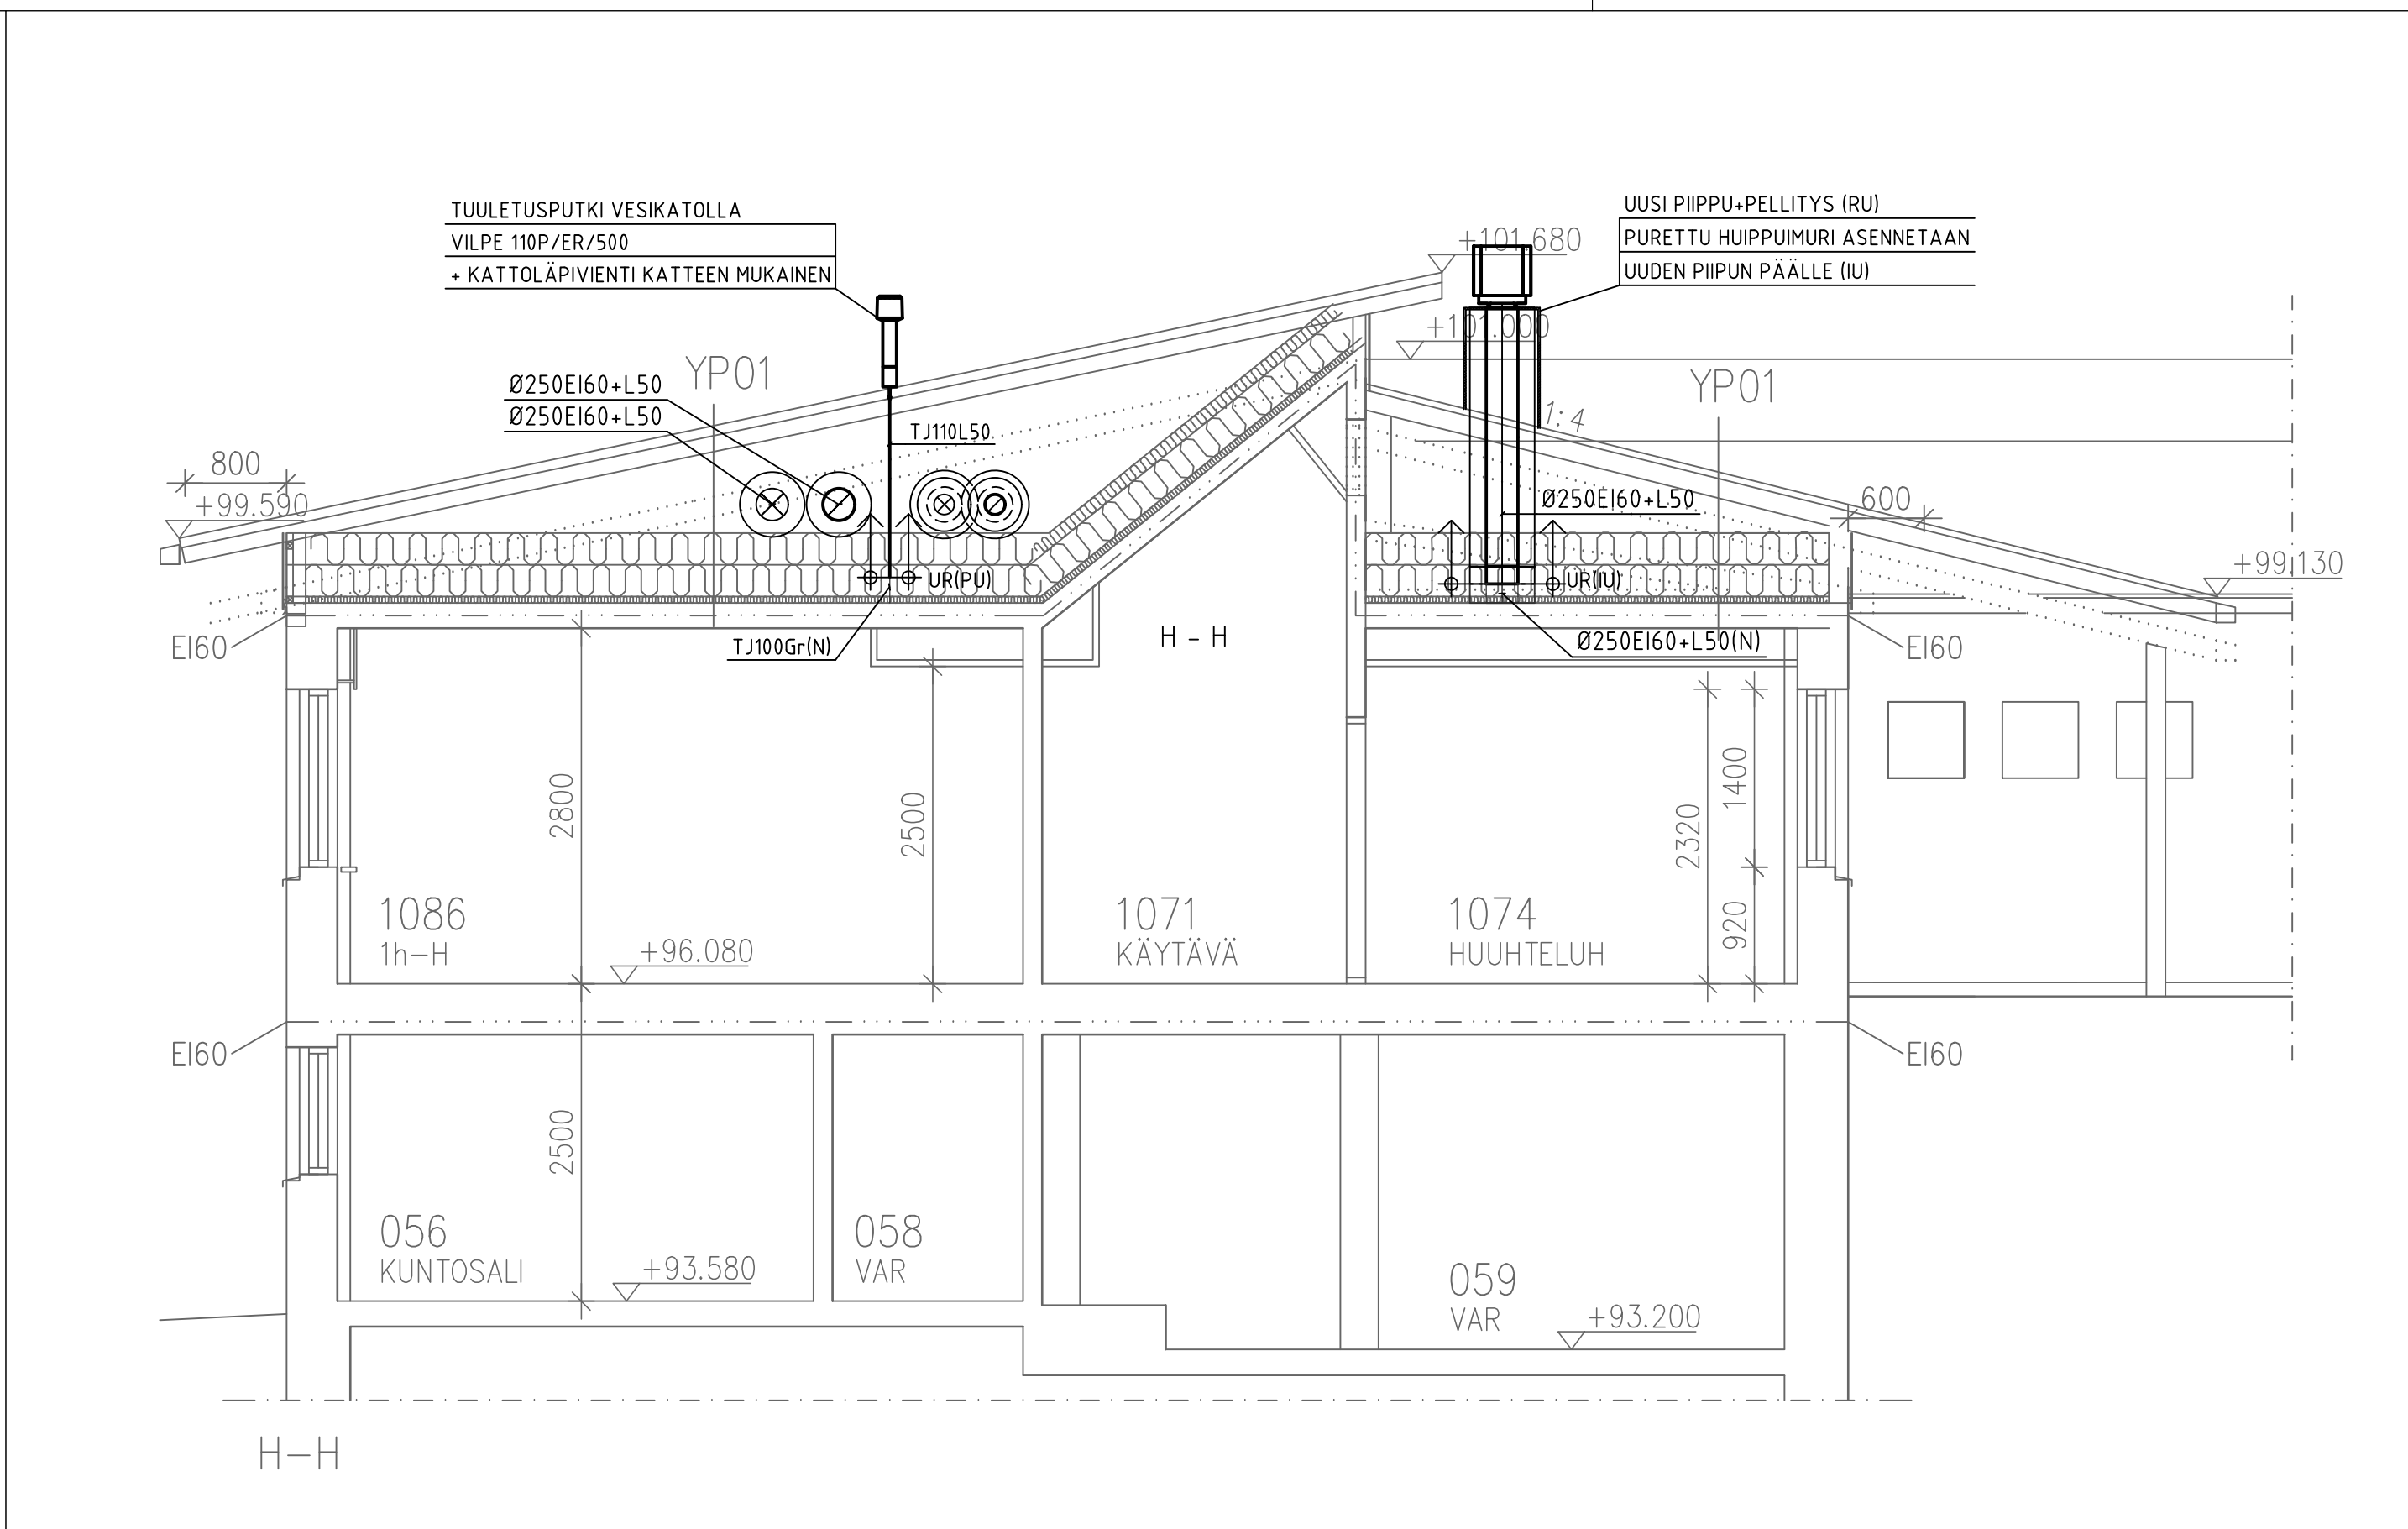 TUULETUSPUTKI VESIKATOLLA
VILPE 110P/ER/500
+ KATTOLÄPIVIENTI KATTEEN MUKAINEN
UUSI PIIPPU+PELLITYS (RU)
PURETTU HUIPPUIMURI ASENNETAAN
UUDEN PIIPUN PÄÄLLE (IU)
+101.680
+101.000
YP01
YP01
Ø250EI60+L50
Ø250EI60+L50
1:4
TJ110L50
800
+99.590
Ø250EI60+L50
600
+99.130
UR(PU)
UR(IU)
EI60
TJ100Gr(N)
H - H
Ø250EI60+L50(N)
EI60
2800
2500
2320
1400
920
1086
1h-H
+96.080
1071
KÄYTÄVÄ
1074
HUUHTELUH
EI60
EI60
2500
056
KUNTOSALI
+93.580
058
VAR
059
VAR
+93.200
H-H